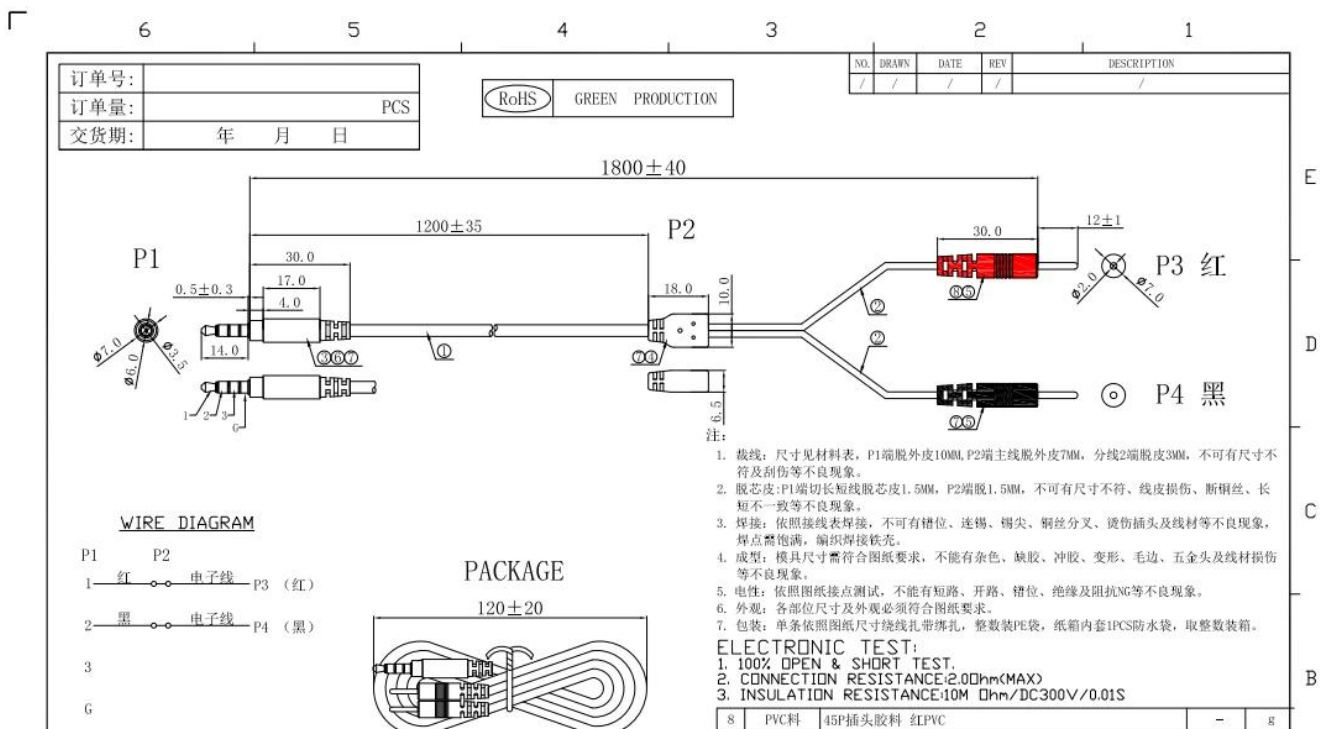 6 5 4 3 2 1
订单号:
订单量: PCS
交货期: 年 月 日
RoHS GREEN PRODUCTION
NO. DRAWN DATE REV DESCRIPTION
/ / / / /
E
1800±40
1200±35
P2
12±1
30.0
30.0
P1
P3 红
0.5±0.3
17.0
4.0
18.0
10.0
⑧⑤
ø2.0
ø7.0
②
D
14.0
ø7.0
ø6.0
ø3.5
③⑥⑦
①
⑦④
②
P4 黑
1 2 3
G
6.5
⑦⑤
注:
1. 裁线: 尺寸见材料表, P1端脱外皮10MM,P2端主线脱外皮7MM, 分线2端脱皮3MM, 不可有尺寸不
符及刮伤等不良现象。
2. 脱芯皮:P1端切长短线脱芯皮1.5MM, P2端脱1.5MM, 不可有尺寸不符、线皮损伤、断铜丝、长
短不一致等不良现象。
3. 焊接: 依照接线表焊接, 不可有错位、连锡、锡尖、铜丝分叉、烫伤插头及线材等不良现象,
焊点需饱满, 编织焊接铁壳。
4. 成型: 模具尺寸需符合图纸要求, 不能有杂色、缺胶、冲胶、变形、毛边、五金头及线材损伤
等不良现象。
5. 电性: 依照图纸接点测试, 不能有短路、开路、错位、绝缘及阻抗NG等不良现象。
6. 外观: 各部位尺寸及外观必须符合图纸要求。
7. 包装: 单条依照图纸尺寸绕线扎带绑扎, 整数装PE袋, 纸箱内套1PCS防水袋, 取整数装箱。
C
WIRE DIAGRAM
P1 P2
1 红 电子线 P3 (红)
2 黑 电子线 P4 (黑)
3
G
PACKAGE
120±20
ELECTRONIC TEST:
1. 100% OPEN & SHORT TEST.
2. CONNECTION RESISTANCE:2.0Ohm(MAX)
3. INSULATION RESISTANCE:10M Ohm/DC300V/0.01S
B
8 PVC料 45P插头胶料 红PVC - g